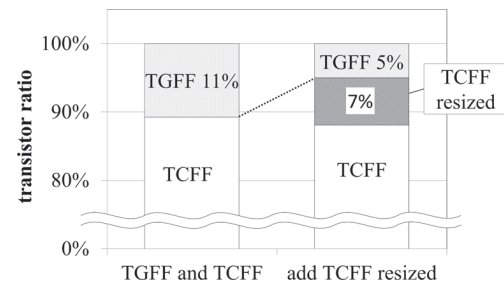 transistor ratio
100%
90%
80%
0%
TGFF 11%
TCFF
TGFF 5%
7%
TCFF
TCFF
resized
TGFF and TCFF
add TCFF resized